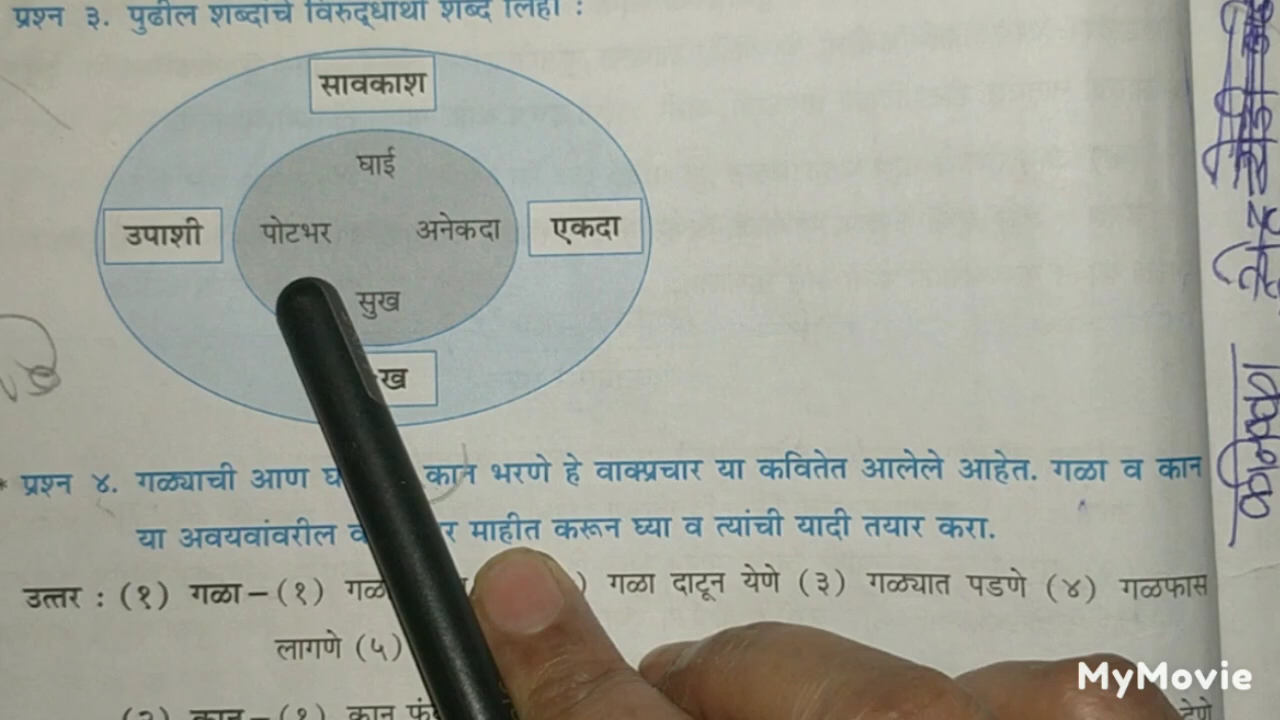 प्रश्न ३. पुढील शब्दांचे विरुद्धार्थी शब्द लिहा :
सावकाश
घाई
उपाशी पोटभर अनेकदा एकदा
सुख
ख
प्रश्न ४. गळ्याची आण कान भरणे हे वाक्प्रचार या कवितेत आलेले आहेत. गळा व कान
या अवयवांवरील माहीत करून घ्या व त्यांची यादी तयार करा.
उत्तर : (१) गळा – (१) गळ ) गळा दाटून येणे (३) गळ्यात पडणे (४) गळफास
लागणे (५)
(२) कान – (१) कान
MyMovie